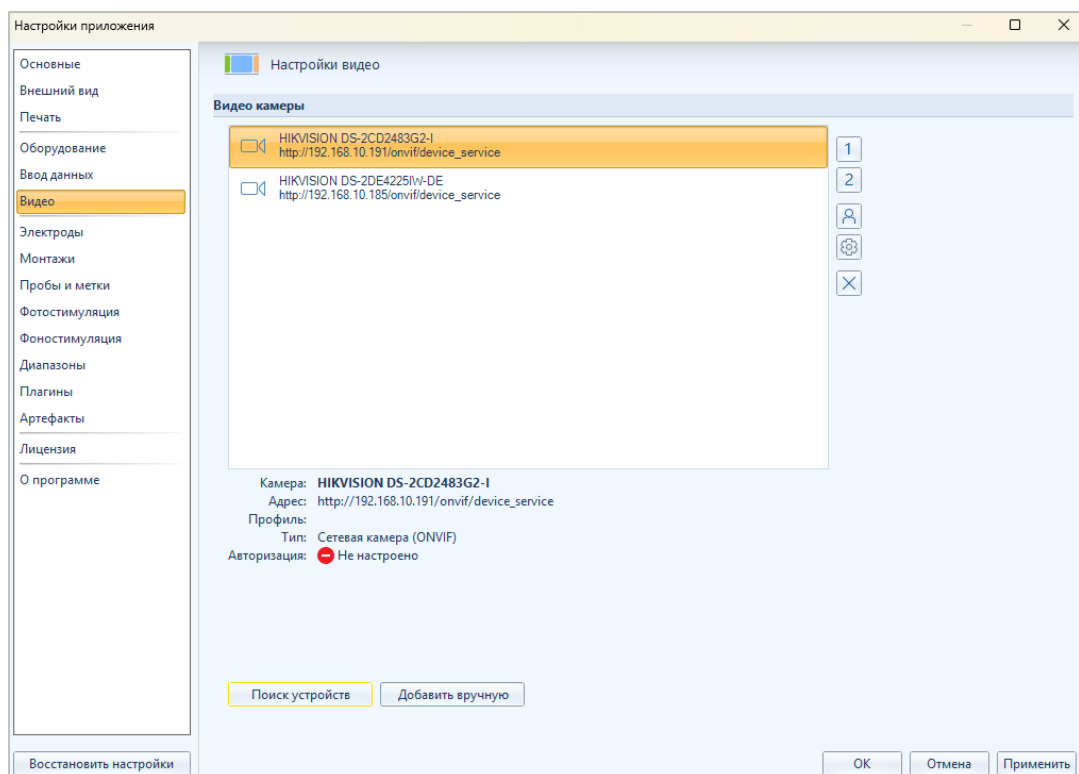 Настройки приложения
Основные
Внешний вид
Печать
Оборудование
Ввод данных
Видео
Электроды
Монтажи
Пробы и метки
Фотостимуляция
Фоностимуляция
Диапазоны
Плагины
Артефакты
Лицензия
О программе
Восстановить настройки
Настройки видео
Видео камеры
HIKVISION DS-2CD2483G2-I
http://192.168.10.191/onvif/device_service
HIKVISION DS-2DE4225IW-DE
http://192.168.10.185/onvif/device_service
1
2
Камера: HIKVISION DS-2CD2483G2-I
Адрес: http://192.168.10.191/onvif/device_service
Профиль:
Тип: Сетевая камера (ONVIF)
Авторизация: Не настроено
Поиск устройств Добавить вручную
ОК Отмена Применить